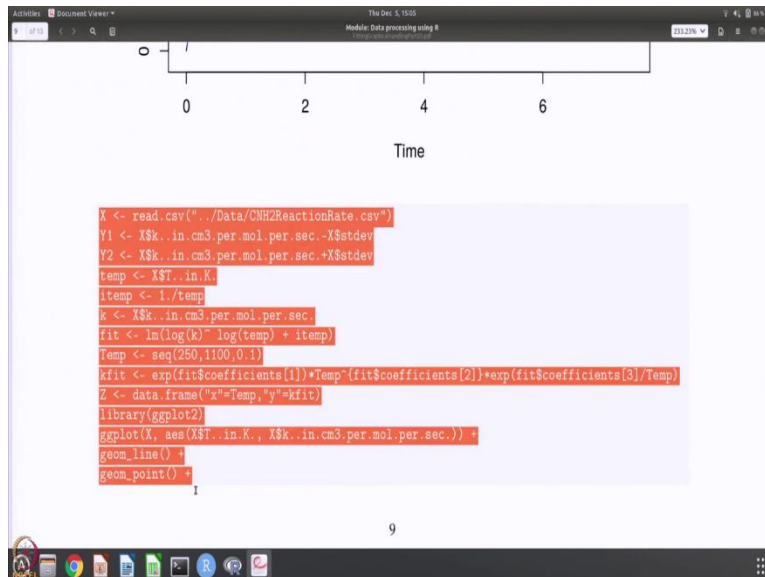 Activities Document Viewer Thu Dec 5, 15:05 36 %
9 of 13 Module: Data processing using R 233.23%
0
0 2 4 6
Time
X <- read.csv("../Data/CNH2ReactionRate.csv")
Y1 <- X$k..in.cm3.per.mol.per.sec.-X$stdev
Y2 <- X$k..in.cm3.per.mol.per.sec.+X$stdev
temp <- X$T..in.K.
itemp <- 1./temp
k <- X$k..in.cm3.per.mol.per.sec.
fit <- lm(log(k)~ log(temp) + itemp)
Temp <- seq(250,1100,0.1)
kfit <- exp(fit$coefficients[1])*Temp^{fit$coefficients[2]}*exp(fit$coefficients[3]/Temp)
Z <- data.frame("x"=Temp,"y"=kfit)
library(ggplot2)
ggplot(X, aes(X$T..in.K., X$k..in.cm3.per.mol.per.sec.)) +
geom_line() +
geom_point() +
9